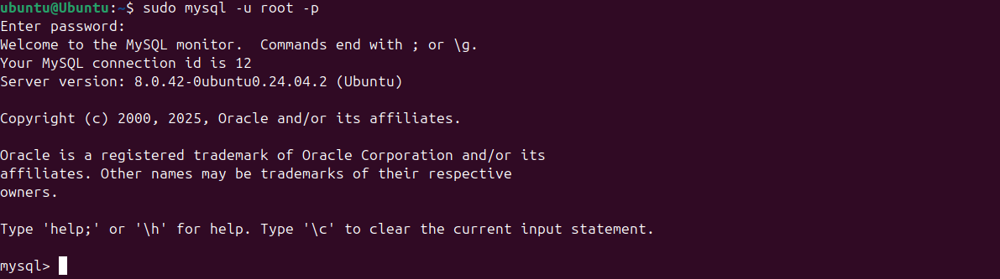 ubuntu@Ubuntu:~$ sudo mysql -u root -p
Enter password:
Welcome to the MySQL monitor.  Commands end with ; or \g.
Your MySQL connection id is 12
Server version: 8.0.42-0ubuntu0.24.04.2 (Ubuntu)
Copyright (c) 2000, 2025, Oracle and/or its affiliates.
Oracle is a registered trademark of Oracle Corporation and/or its
affiliates. Other names may be trademarks of their respective
owners.
Type 'help;' or '\h' for help. Type '\c' to clear the current input statement.
mysql>